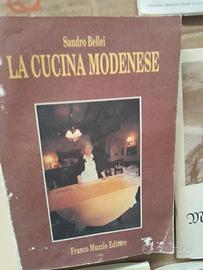 Sandro Bellei
LA CUCINA MODENESE
Franco Muzzio Editore